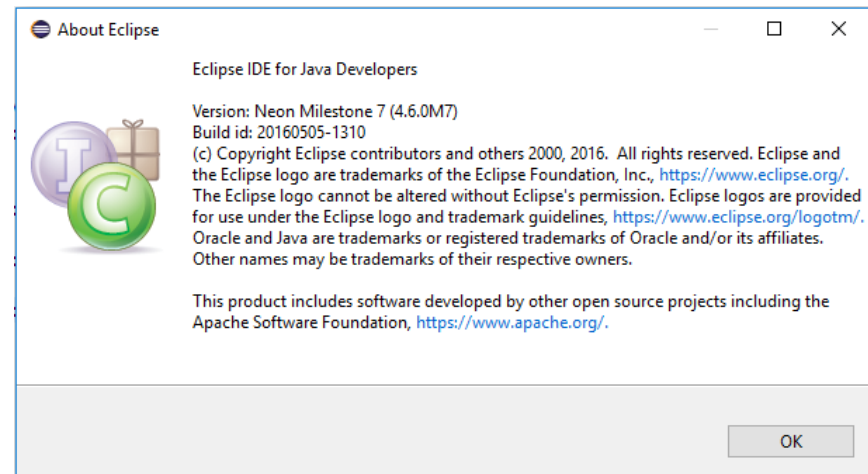 About Eclipse
Eclipse IDE for Java Developers
Version: Neon Milestone 7 (4.6.0M7)
Build id: 20160505-1310
(c) Copyright Eclipse contributors and others 2000, 2016.  All rights reserved. Eclipse and
the Eclipse logo are trademarks of the Eclipse Foundation, Inc., https://www.eclipse.org/.
The Eclipse logo cannot be altered without Eclipse's permission. Eclipse logos are provided
for use under the Eclipse logo and trademark guidelines, https://www.eclipse.org/logotm/.
Oracle and Java are trademarks or registered trademarks of Oracle and/or its affiliates.
Other names may be trademarks of their respective owners.
This product includes software developed by other open source projects including the
Apache Software Foundation, https://www.apache.org/.
I
C
OK